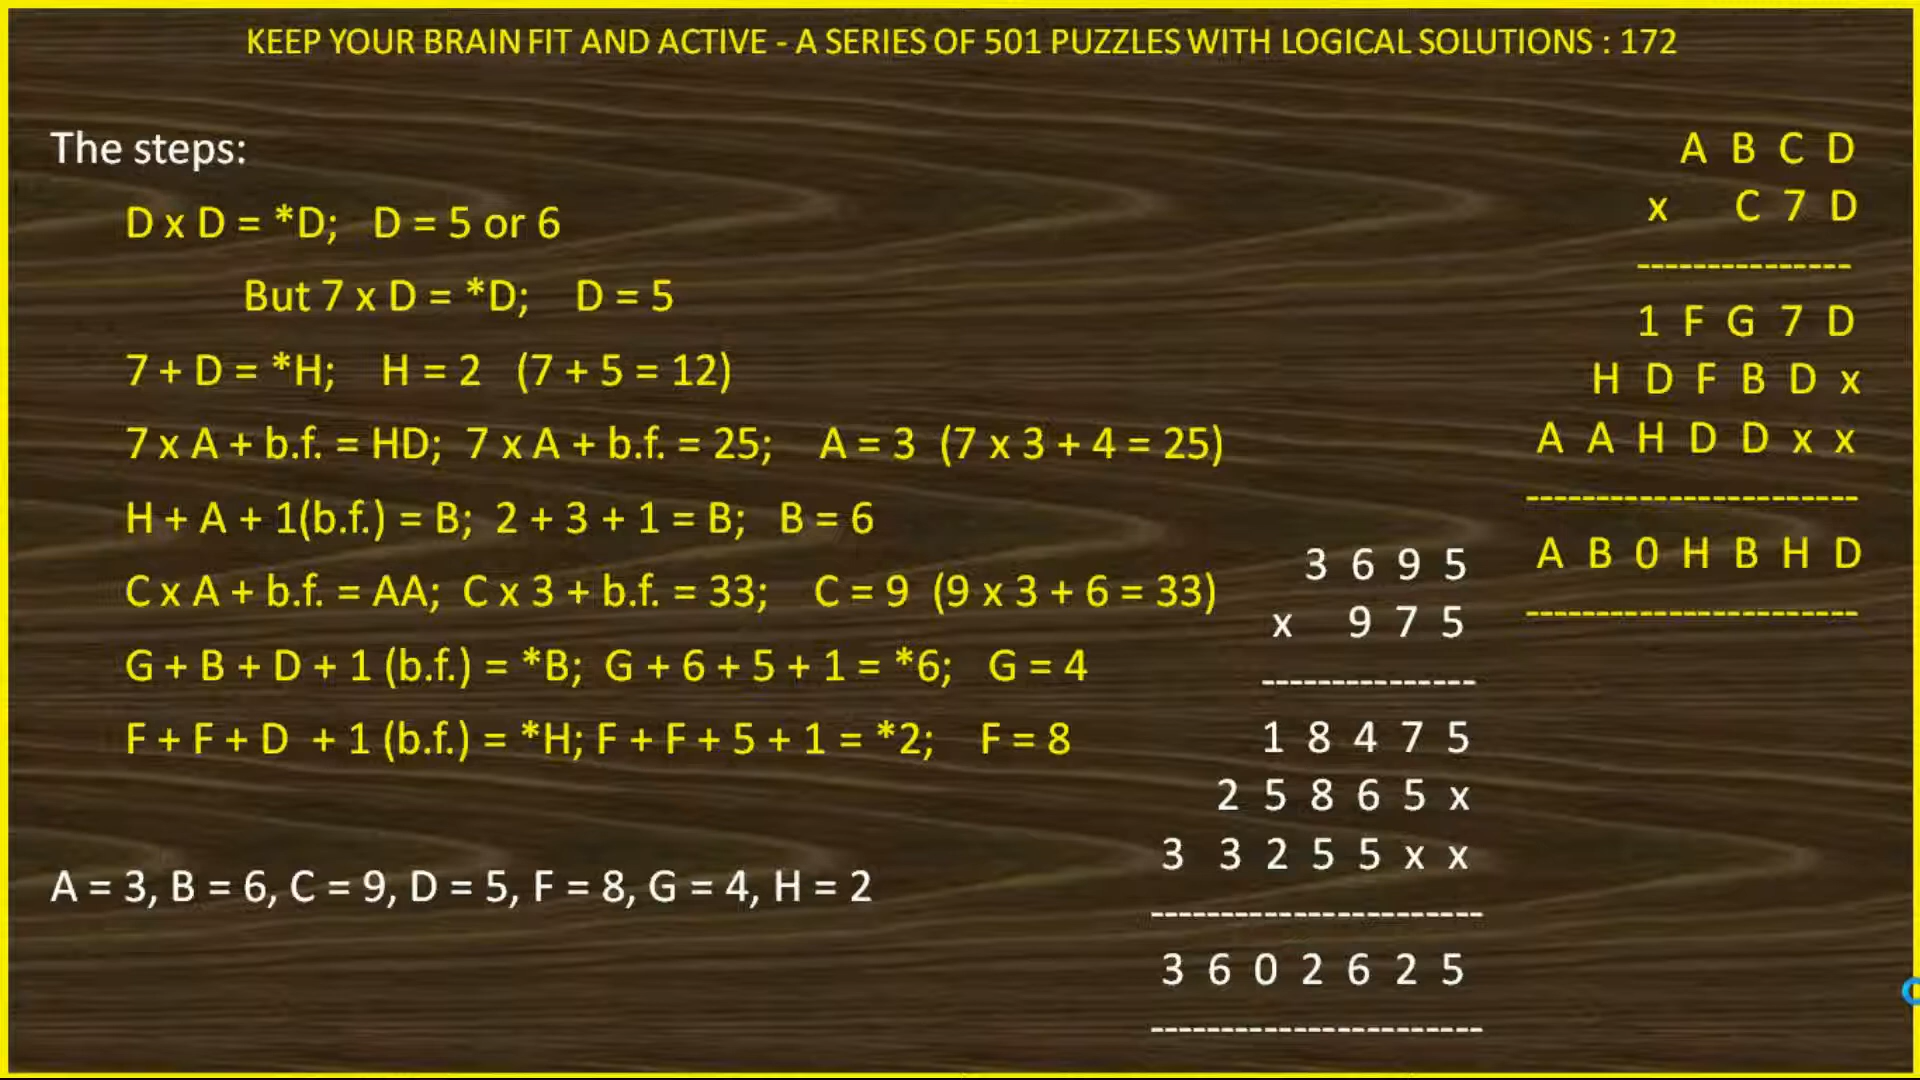 KEEP YOUR BRAIN FIT AND ACTIVE - A SERIES OF 501 PUZZLES WITH LOGICAL SOLUTIONS : 172
The steps:
D x D = *D; D = 5 or 6
But 7 x D = *D; D = 5
7 + D = *H; H = 2 (7 + 5 = 12)
7 x A + b.f. = HD; 7 x A + b.f. = 25; A = 3 (7 x 3 + 4 = 25)
H + A + 1(b.f.) = B; 2 + 3 + 1 = B; B = 6
C x A + b.f. = AA; C x 3 + b.f. = 33; C = 9 (9 x 3 + 6 = 33)
G + B + D + 1 (b.f.) = *B; G + 6 + 5 + 1 = *6; G = 4
F + F + D + 1 (b.f.) = *H; F + F + 5 + 1 = *2; F = 8
A = 3, B = 6, C = 9, D = 5, F = 8, G = 4, H = 2
3 6 9 5
x 9 7 5
--------------
1 8 4 7 5
2 5 8 6 5 x
3 3 2 5 5 x x
----------------------
3 6 0 2 6 2 5
----------------------
A B C D
x C 7 D
---------------
1 F G 7 D
H D F B D x
A A H D D x x
-----------------------
A B 0 H B H D
-----------------------